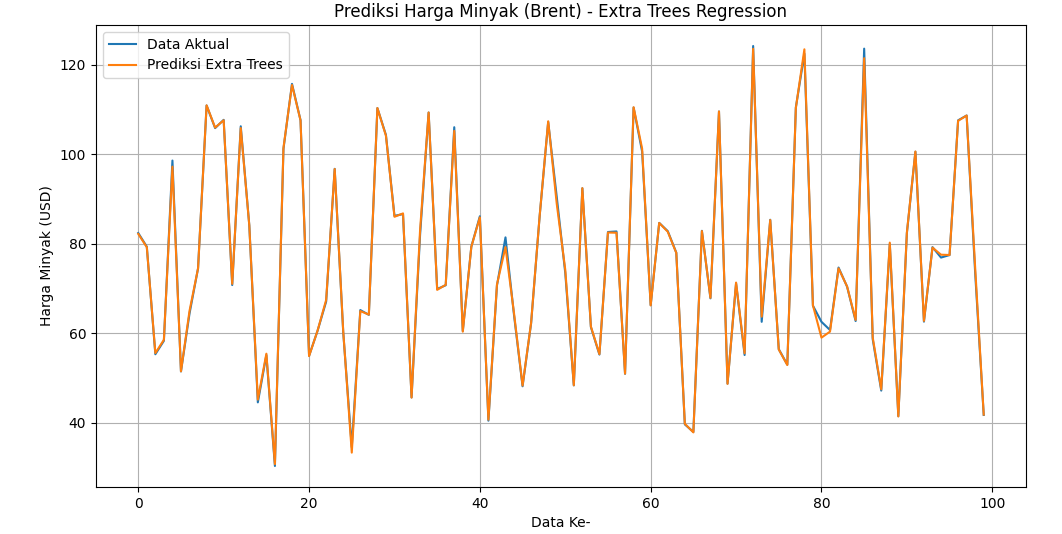 Prediksi Harga Minyak (Brent) - Extra Trees Regression
Data Aktual
Prediksi Extra Trees
Harga Minyak (USD)
120
100
80
60
40
0 20 40 60 80 100
Data Ke-